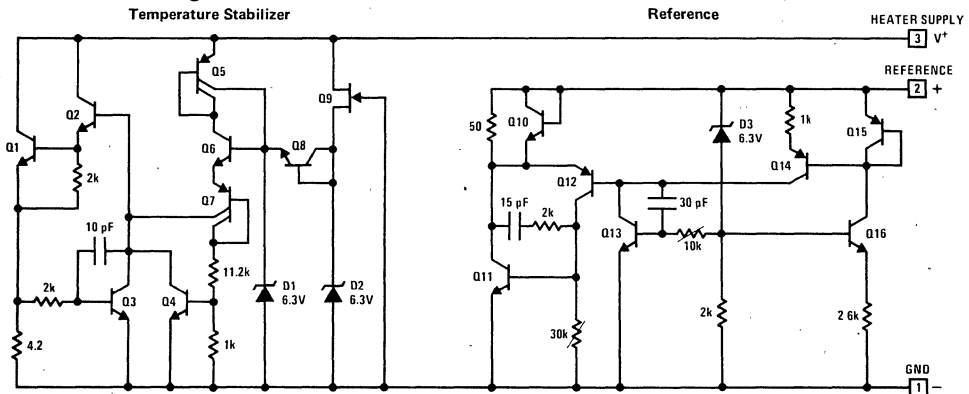 Temperature Stabilizer
Reference
HEATER SUPPLY
3 V+
REFERENCE
2 +
Q5
Q2
Q9
Q1
Q6
Q8
2k
Q7
10 pF
11.2k
D1
6.3V
D2
6.3V
2k
Q3
Q4
4.2
1k
50
Q10
D3
6.3V
1k
Q15
Q14
Q12
15 pF
2k
30 pF
Q13
10k
Q16
Q11
30k
2k
2 6k
GND
1 −